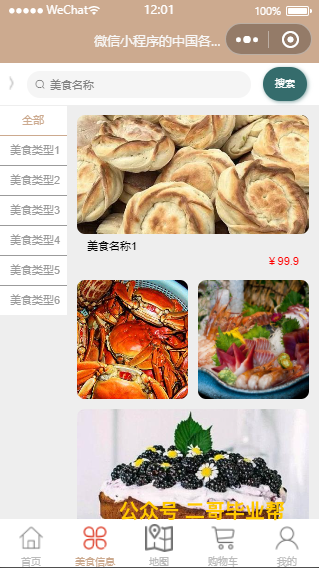 WeChat
12:01
100%
微信小程序的中国各...
美食名称
搜索
全部
美食类型1
美食类型2
美食类型3
美食类型4
美食类型5
美食类型6
美食名称1
￥99.9
公众号 二哥毕业帮
首页
美食信息
地图
购物车
我的